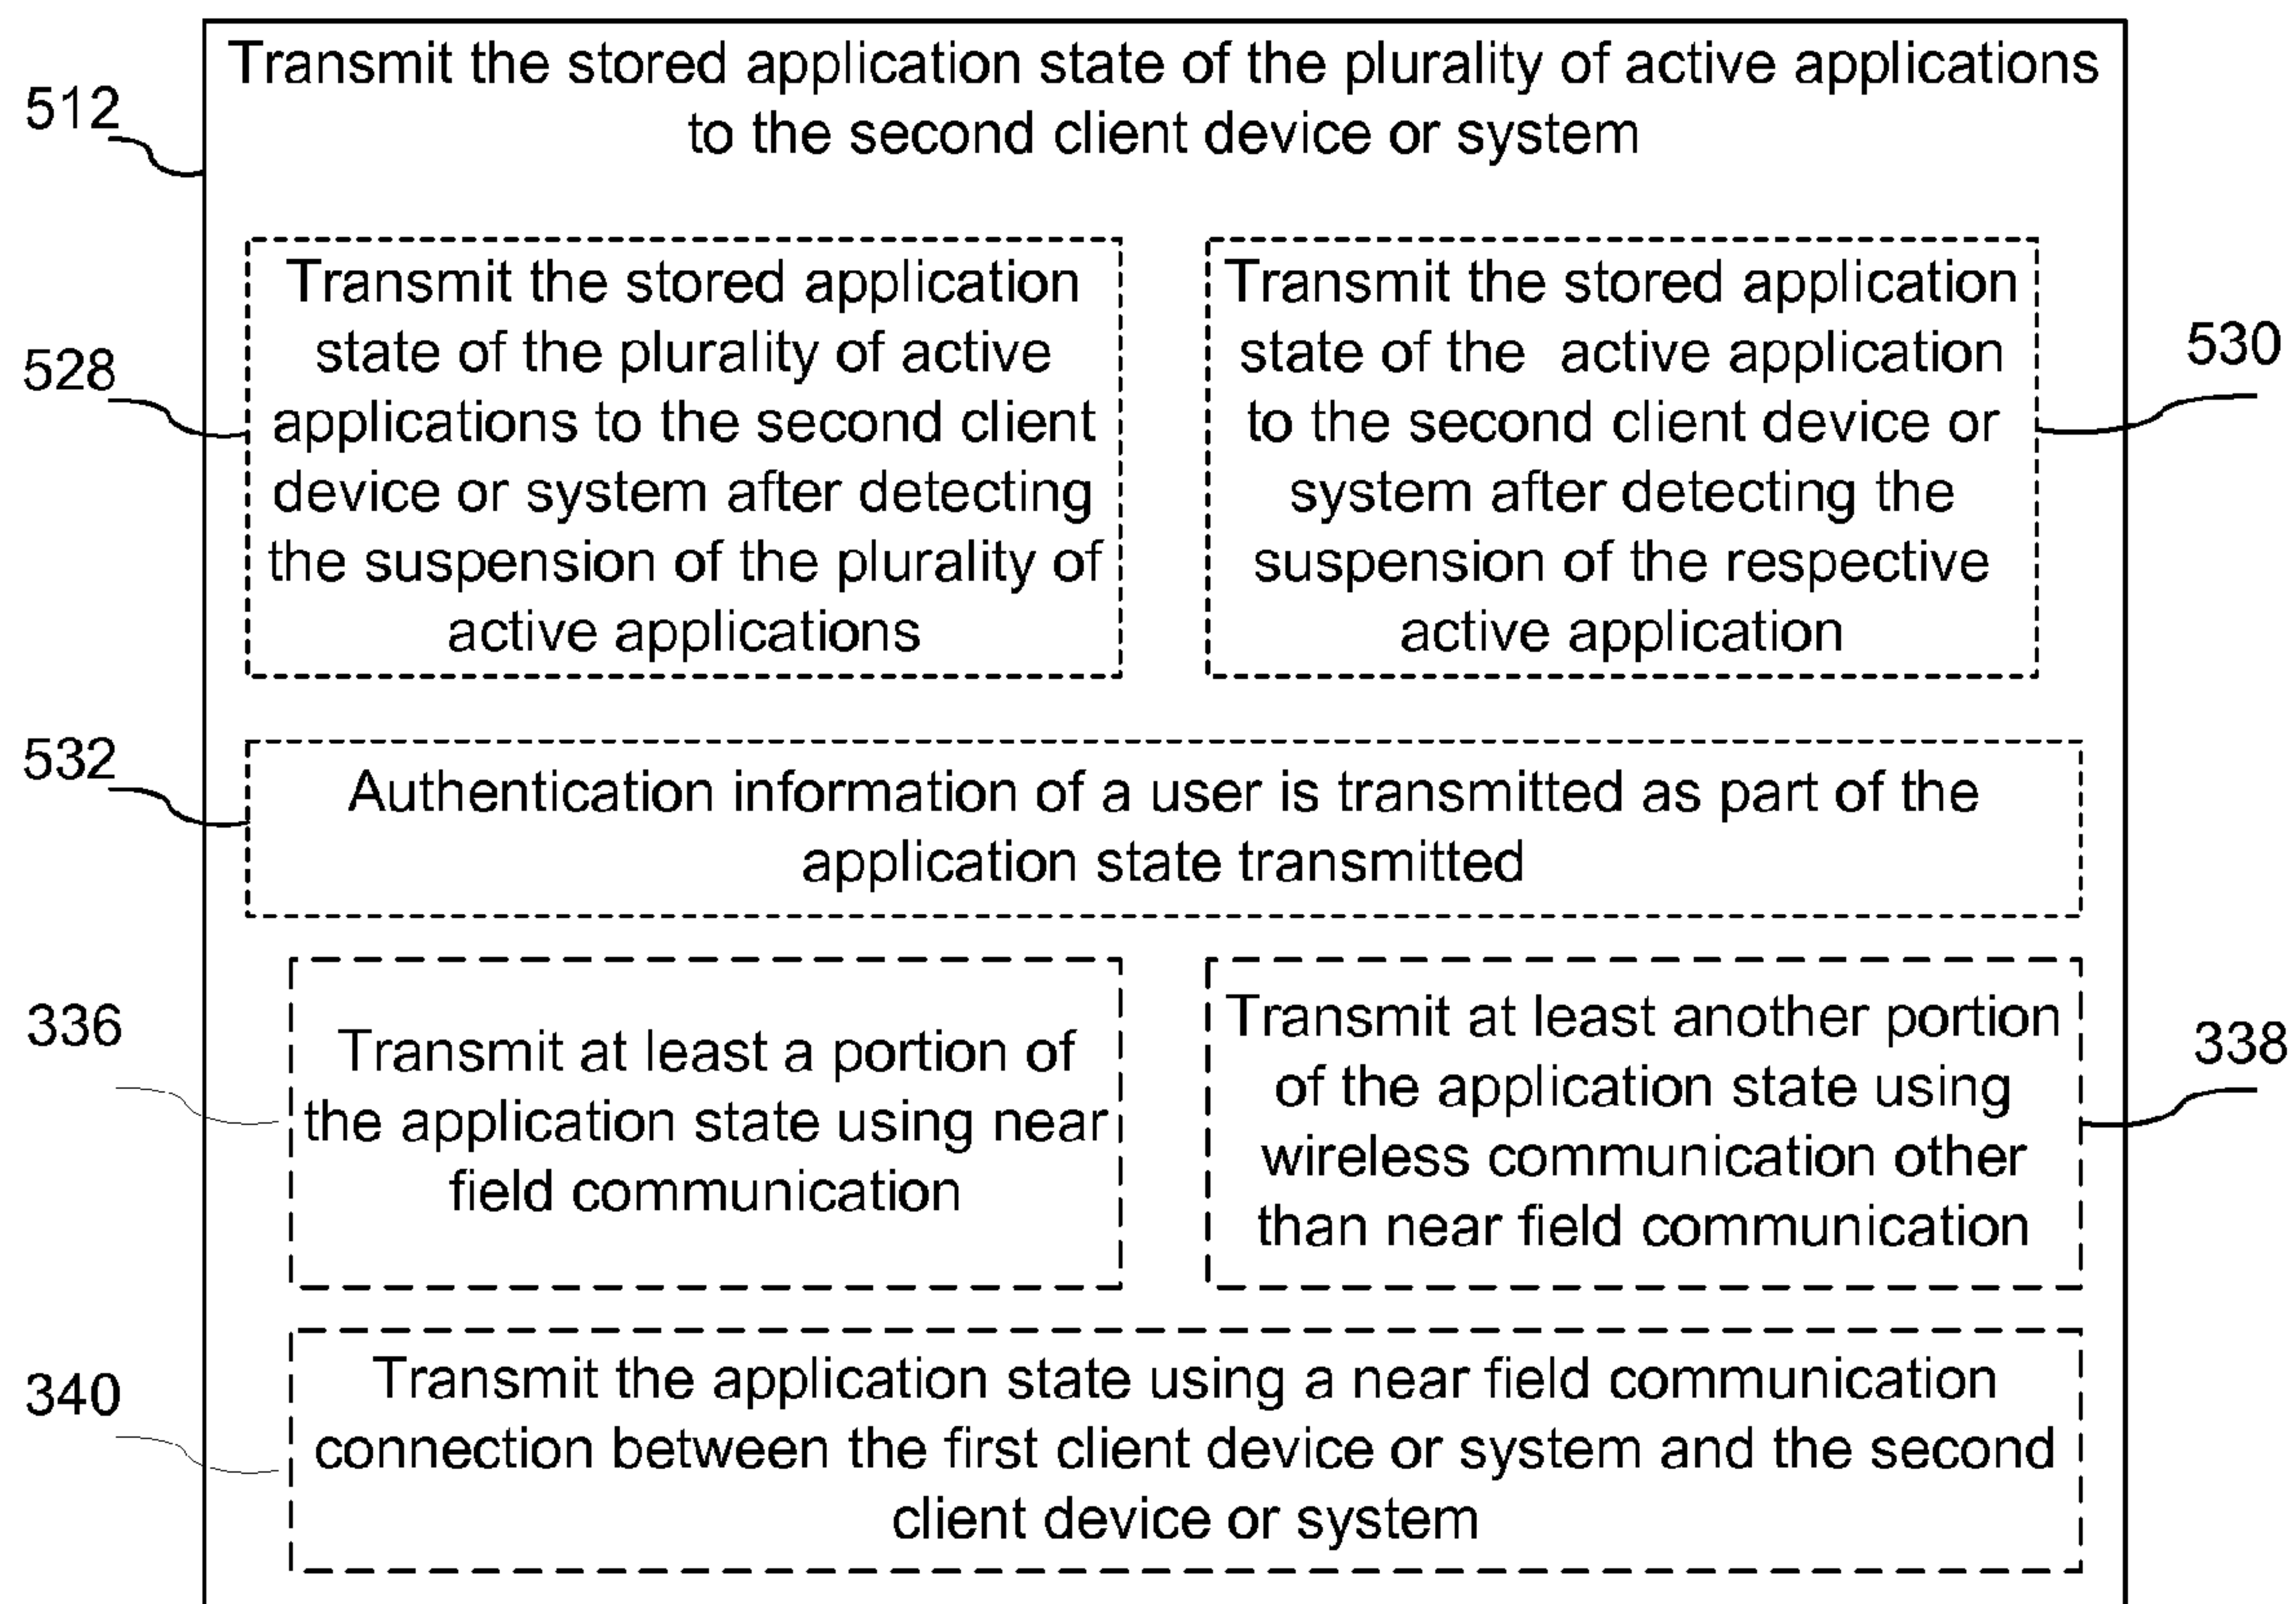 512
Transmit the stored application state of the plurality of active applications
to the second client device or system
528
Transmit the stored application
state of the plurality of active
applications to the second client
device or system after detecting
the suspension of the plurality of
active applications
530
Transmit the stored application
state of the active application
to the second client device or
system after detecting the
suspension of the respective
active application
532
Authentication information of a user is transmitted as part of the
application state transmitted
336
Transmit at least a portion of
the application state using near
field communication
338
Transmit at least another portion
of the application state using
wireless communication other
than near field communication
340
Transmit the application state using a near field communication
connection between the first client device or system and the second
client device or system